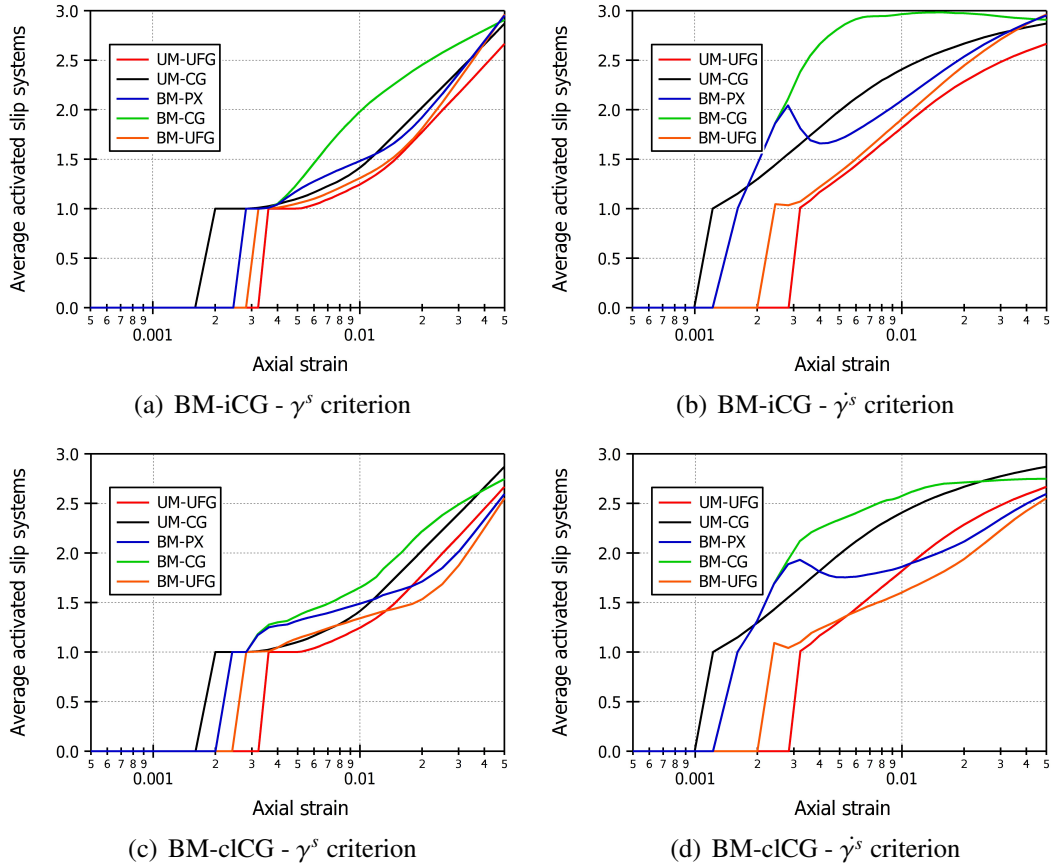 3.0
2.5
2.0
1.5
1.0
0.5
0.0
Average activated slip systems
UM-UFG
UM-CG
BM-PX
BM-CG
BM-UFG
5 6 7 8 9 2 3 4 5 6 7 8 9 2 3 4 5
0.001 0.01
Axial strain
(a) BM-iCG - γ^s criterion
3.0
2.5
2.0
1.5
1.0
0.5
0.0
Average activated slip systems
UM-UFG
UM-CG
BM-PX
BM-CG
BM-UFG
5 6 7 8 9 2 3 4 5 6 7 8 9 2 3 4 5
0.001 0.01
Axial strain
(b) BM-iCG - γ̇^s criterion
3.0
2.5
2.0
1.5
1.0
0.5
0.0
Average activated slip systems
UM-UFG
UM-CG
BM-PX
BM-CG
BM-UFG
5 6 7 8 9 2 3 4 5 6 7 8 9 2 3 4 5
0.001 0.01
Axial strain
(c) BM-clCG - γ^s criterion
3.0
2.5
2.0
1.5
1.0
0.5
0.0
Average activated slip systems
UM-UFG
UM-CG
BM-PX
BM-CG
BM-UFG
5 6 7 8 9 2 3 4 5 6 7 8 9 2 3 4 5
0.001 0.01
Axial strain
(d) BM-clCG - γ̇^s criterion